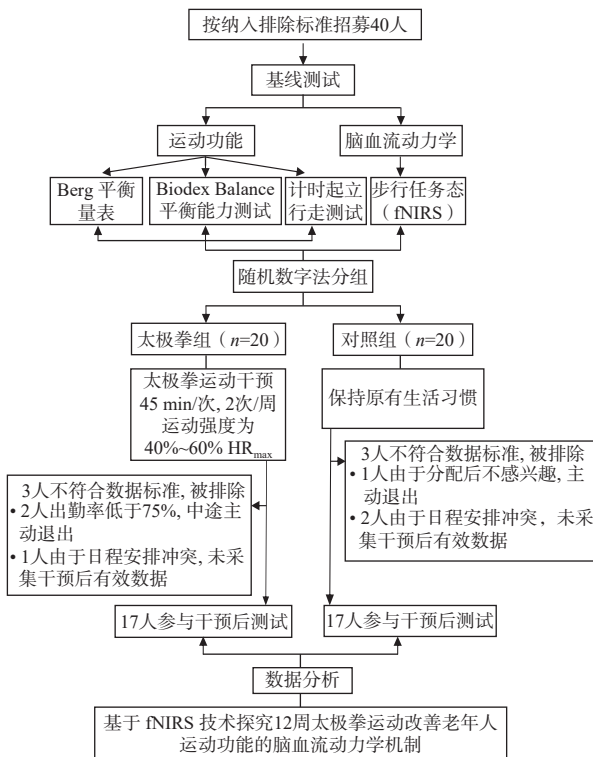 按纳入排除标准招募40人
基线测试
运动功能
脑血流动力学
Berg 平衡
量表
Biodex Balance
平衡能力测试
计时起立
行走测试
步行任务态
（fNIRS）
随机数字法分组
太极拳组（n=20）
对照组（n=20）
太极拳运动干预
45 min/次, 2次/周
运动强度为
40%~60% HRmax
保持原有生活习惯
3人不符合数据标准, 被排除
• 2人出勤率低于75%, 中途主
动退出
• 1人由于日程安排冲突, 未采
集干预后有效数据
3人不符合数据标准, 被排除
• 1人由于分配后不感兴趣, 主
动退出
• 2人由于日程安排冲突，未采
集干预后有效数据
17人参与干预后测试
17人参与干预后测试
数据分析
基于 fNIRS 技术探究12周太极拳运动改善老年人
运动功能的脑血流动力学机制